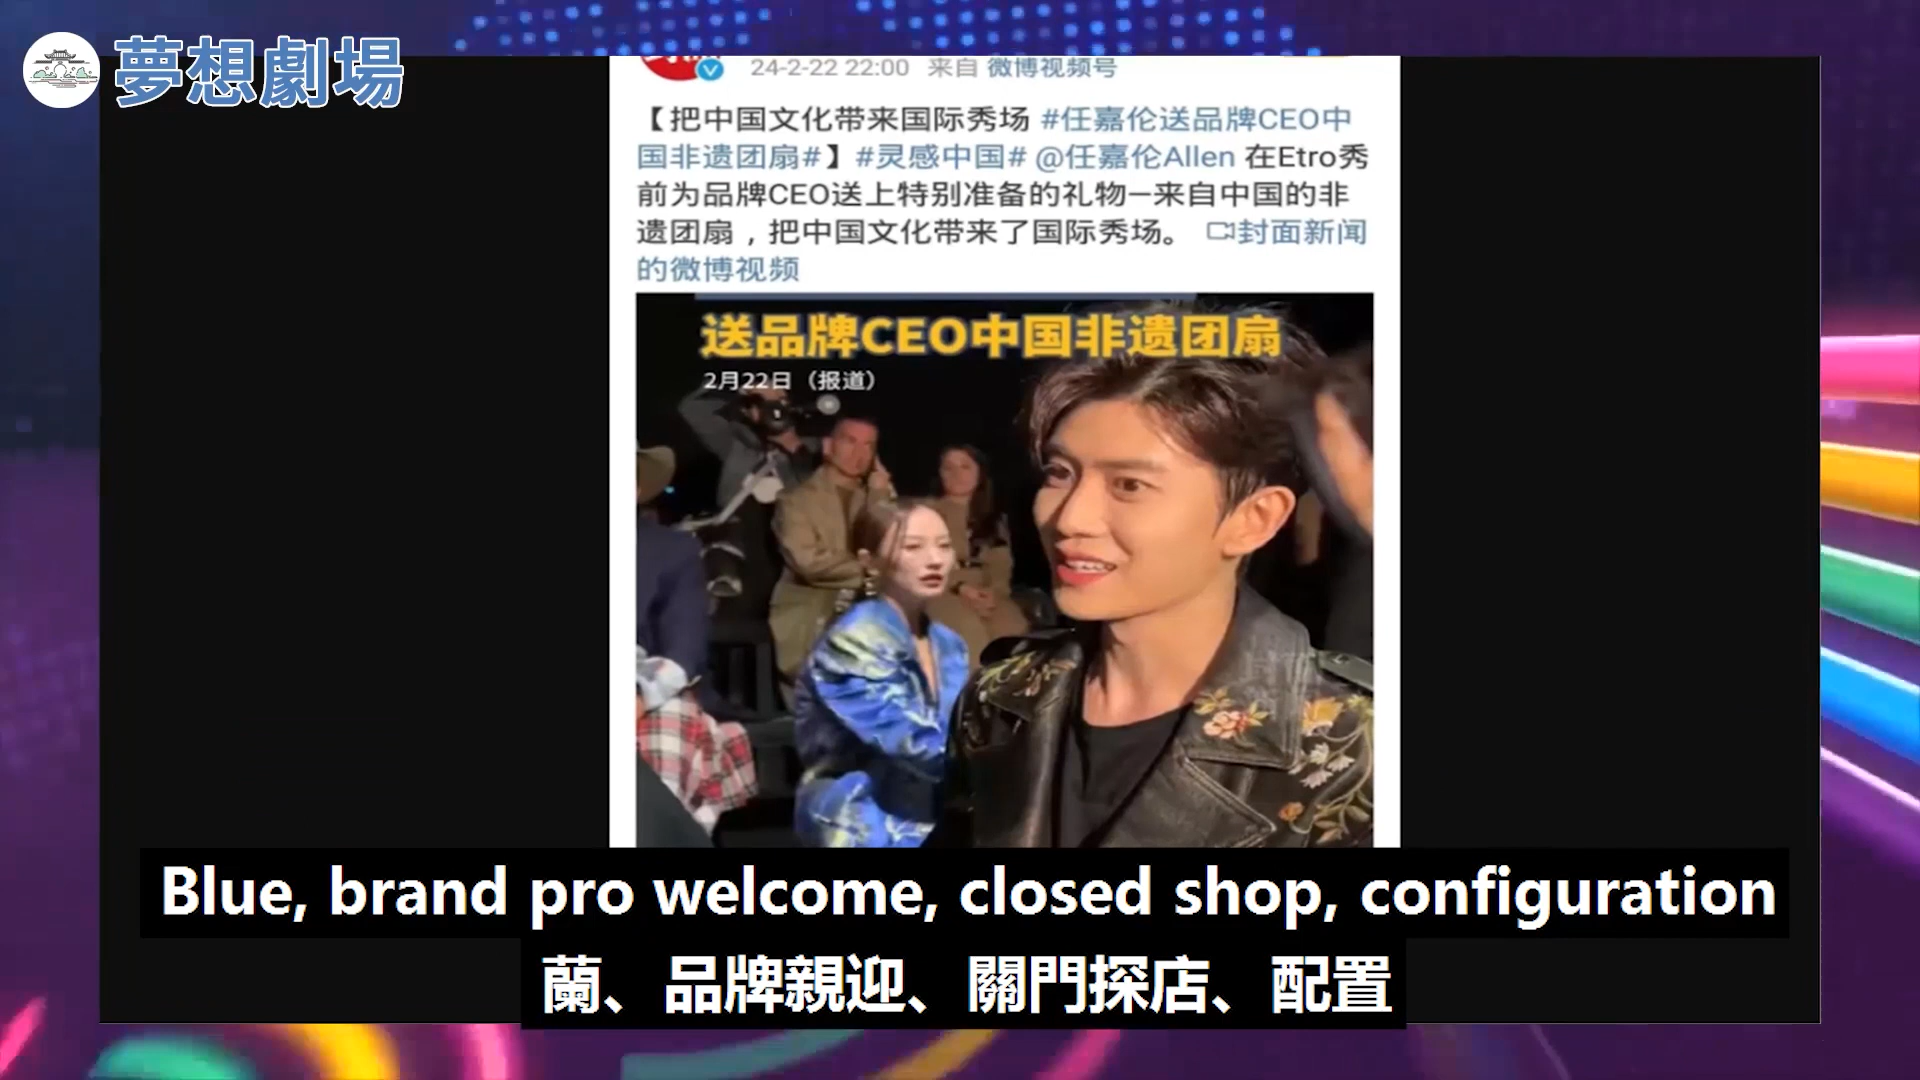 夢想劇場
24-2-22 22:00 来自 微博视频号
【把中国文化带来国际秀场 #任嘉伦送品牌CEO中
国非遗团扇#】#灵感中国# @任嘉伦Allen 在Etro秀
前为品牌CEO送上特别准备的礼物—来自中国的非
遗团扇，把中国文化带来了国际秀场。 封面新闻
的微博视频
送品牌CEO中国非遗团扇
2月22日（报道）
Blue, brand pro welcome, closed shop, configuration
蘭、品牌親迎、關門探店、配置